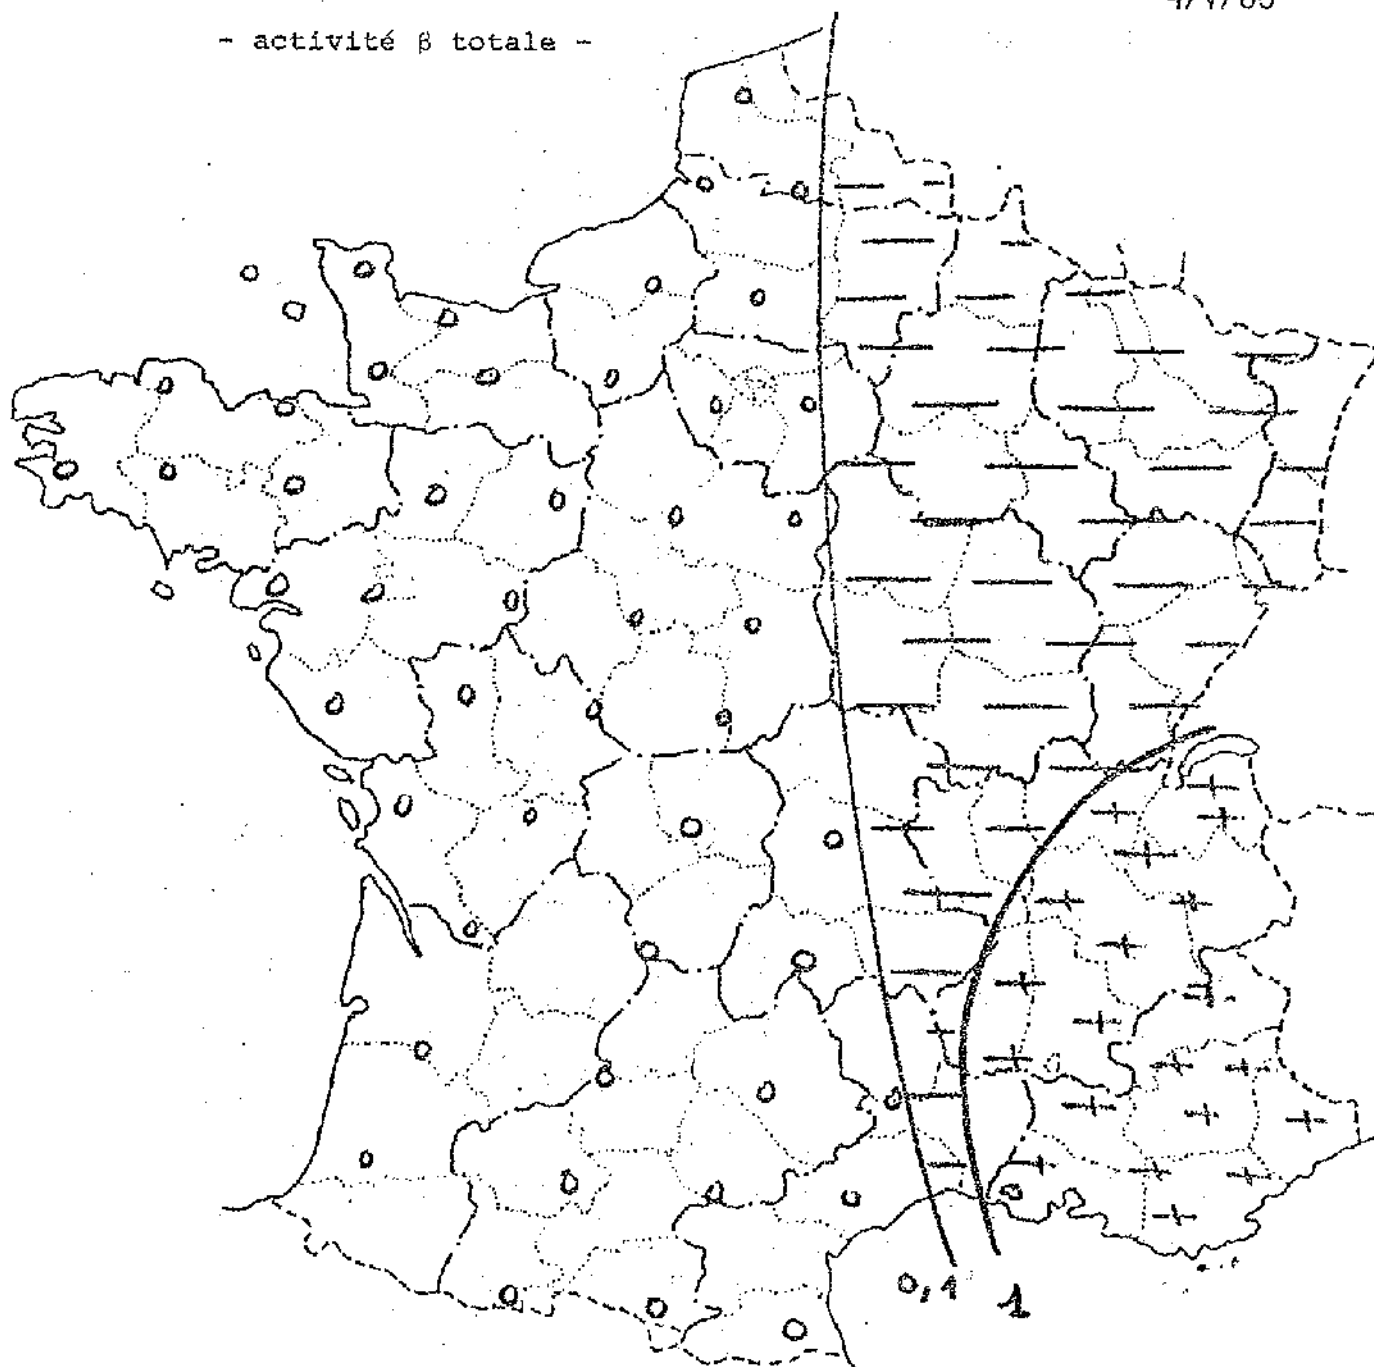 - activité β totale -
0,1
1